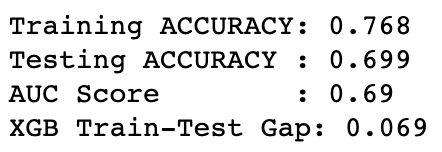 Training ACCURACY: 0.768
Testing ACCURACY : 0.699
AUC Score        : 0.69
XGB Train-Test Gap: 0.069